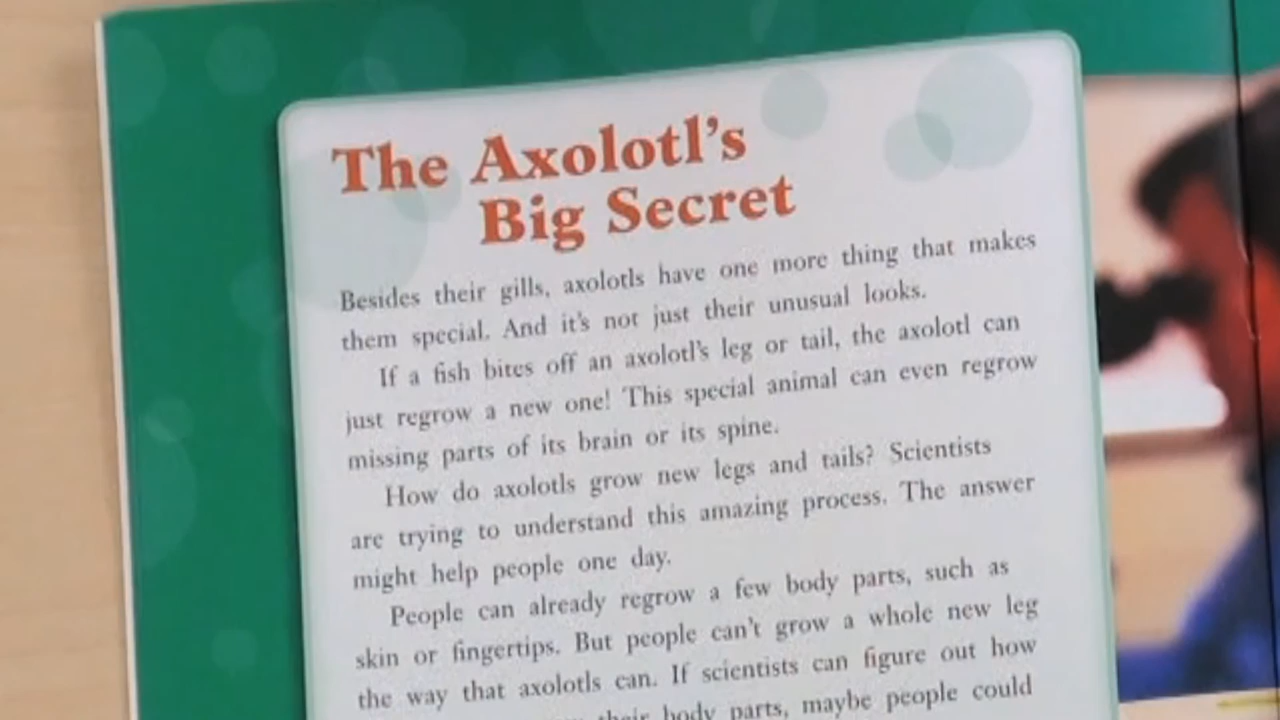 The Axolotl's
Big Secret
Besides their gills, axolotls have one more thing that makes
them special. And it's not just their unusual looks.
If a fish bites off an axolotl's leg or tail, the axolotl can
just regrow a new one! This special animal can even regrow
missing parts of its brain or its spine.
How do axolotls grow new legs and tails? Scientists
are trying to understand this amazing process. The answer
might help people one day.
People can already regrow a few body parts, such as
skin or fingertips. But people can't grow a whole new leg
the way that axolotls can. If scientists can figure out how
their body parts, maybe people could